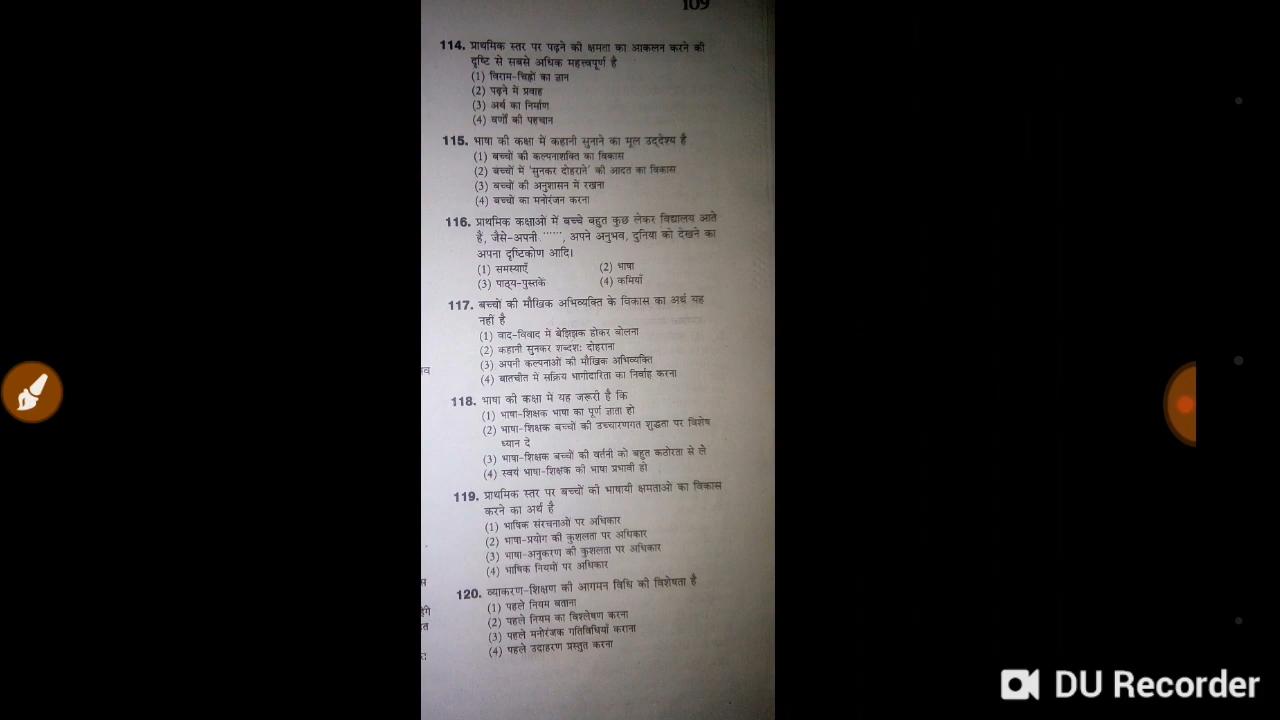 109
114. प्राथमिक स्तर पर पढ़ने की क्षमता का आकलन करने की
दृष्टि से सबसे अधिक महत्त्वपूर्ण है
(1) विराम-चिह्नों का ज्ञान
(2) पढ़ने में प्रवाह
(3) अर्थ का निर्माण
(4) वर्णों की पहचान
115. भाषा की कक्षा में कहानी सुनाने का मूल उद्देश्य है
(1) बच्चों की कल्पनाशक्ति का विकास
(2) बच्चों में 'सुनकर दोहराने' की आदत का विकास
(3) बच्चों की अनुशासन में रखना
(4) बच्चों का मनोरंजन करना
116. प्राथमिक कक्षाओं में बच्चे बहुत कुछ लेकर विद्यालय आते
हैं, जैसे-अपनी ......, अपने अनुभव, दुनिया को देखने का
अपना दृष्टिकोण आदि।
(1) समस्याएँ (2) भाषा
(3) पाठ्य-पुस्तकें (4) कमियाँ
117. बच्चों की मौखिक अभिव्यक्ति के विकास का अर्थ यह
नहीं है
(1) वाद-विवाद में बेझिझक होकर बोलना
(2) कहानी सुनकर शब्दशः दोहराना
(3) अपनी कल्पनाओं की मौखिक अभिव्यक्ति
(4) बातचीत में सक्रिय भागीदारिता का निर्वाह करना
118. भाषा की कक्षा में यह जरूरी है कि
(1) भाषा-शिक्षक भाषा का पूर्ण ज्ञाता हो
(2) भाषा-शिक्षक बच्चों की उच्चारणगत शुद्धता पर विशेष
ध्यान दे
(3) भाषा-शिक्षक बच्चों की वर्तनी को बहुत कठोरता से ले
(4) स्वयं भाषा-शिक्षक की भाषा प्रभावी हो
119. प्राथमिक स्तर पर बच्चों की भाषायी क्षमताओं का विकास
करने का अर्थ है
(1) भाषिक संरचनाओं पर अधिकार
(2) भाषा-प्रयोग की कुशलता पर अधिकार
(3) भाषा-अनुकरण की कुशलता पर अधिकार
(4) भाषिक नियमों पर अधिकार
120. व्याकरण-शिक्षण की आगमन विधि की विशेषता है
(1) पहले नियम बताना
(2) पहले नियम का विश्लेषण करना
(3) पहले मनोरंजक गतिविधियाँ कराना
(4) पहले उदाहरण प्रस्तुत करना
DU Recorder